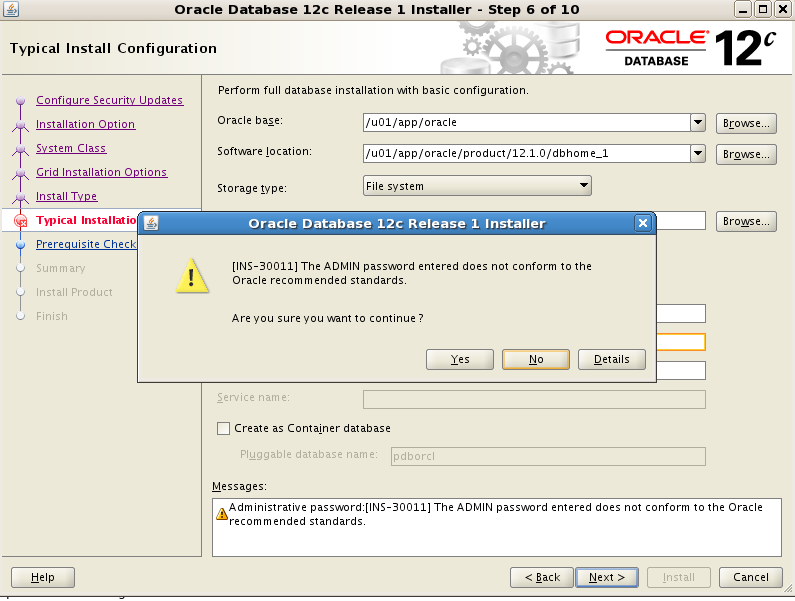 Oracle Database 12c Release 1 Installer - Step 6 of 10
Typical Install Configuration
ORACLE
DATABASE
12c
Configure Security Updates
Installation Option
System Class
Grid Installation Options
Install Type
Typical Installatio
Prerequisite Check
Summary
Install Product
Finish
Perform full database installation with basic configuration.
Oracle base:
/u01/app/oracle
Browse...
Software location:
/u01/app/oracle/product/12.1.0/dbhome_1
Browse...
Storage type:
File system
Browse...
Oracle Database 12c Release 1 Installer
[INS-30011] The ADMIN password entered does not conform to the
Oracle recommended standards.
Are you sure you want to continue?
Yes
No
Details
Service name:
Create as Container database
Pluggable database name:
pdborcl
Messages:
Administrative password:[INS-30011] The ADMIN password entered does not conform to the Oracle
recommended standards.
Help
< Back
Next >
Install
Cancel